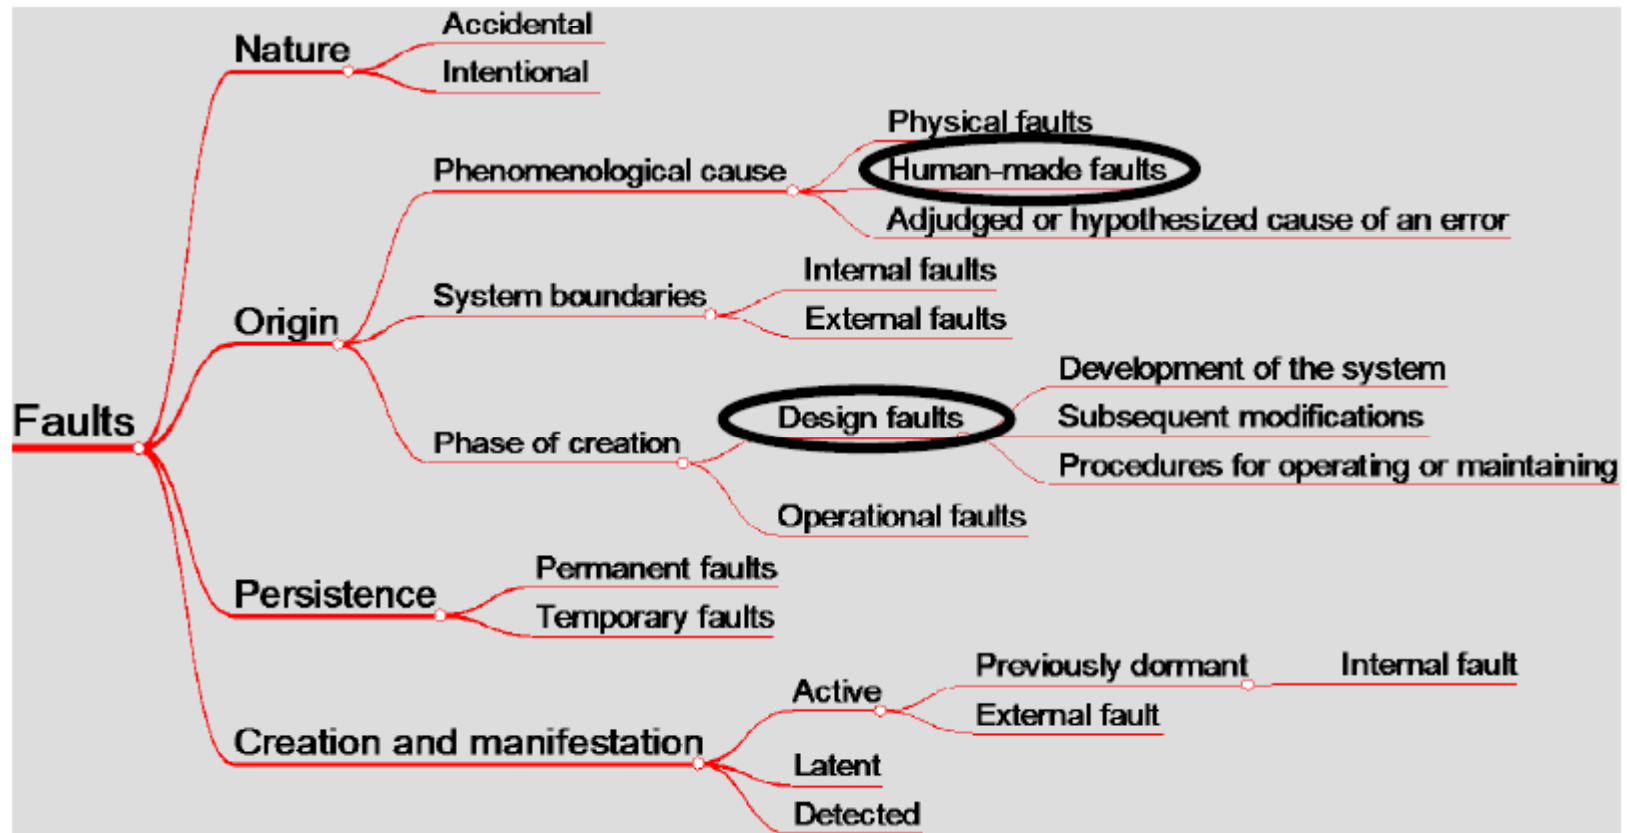 Accidental
Nature
Intentional
Physical faults
Phenomenological cause
Human-made faults
Adjudged or hypothesized cause of an error
Internal faults
System boundaries
Origin
External faults
Development of the system
Faults
Design faults
Subsequent modifications
Phase of creation
Procedures for operating or maintaining
Operational faults
Permanent faults
Persistence
Temporary faults
Previously dormant
Internal fault
Active
External fault
Creation and manifestation
Latent
Detected